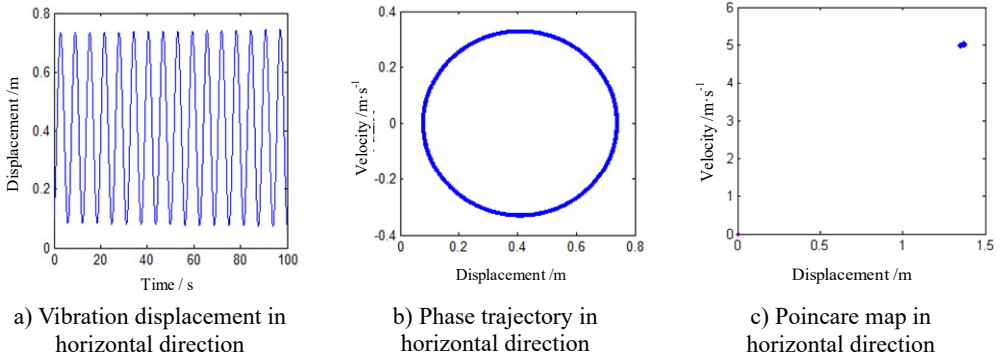 0.8
0.6
0.4
0.2
0
Displacement /m
0 20 40 60 80 100
Time / s
a) Vibration displacement in
horizontal direction
0.4
0.2
0
-0.2
-0.4
Velocity /m·s⁻¹
0 0.2 0.4 0.6 0.8
Displacement /m
b) Phase trajectory in
horizontal direction
6
5
4
3
2
1
0
Velocity /m·s⁻¹
0 0.5 1 1.5
Displacement /m
c) Poincare map in
horizontal direction